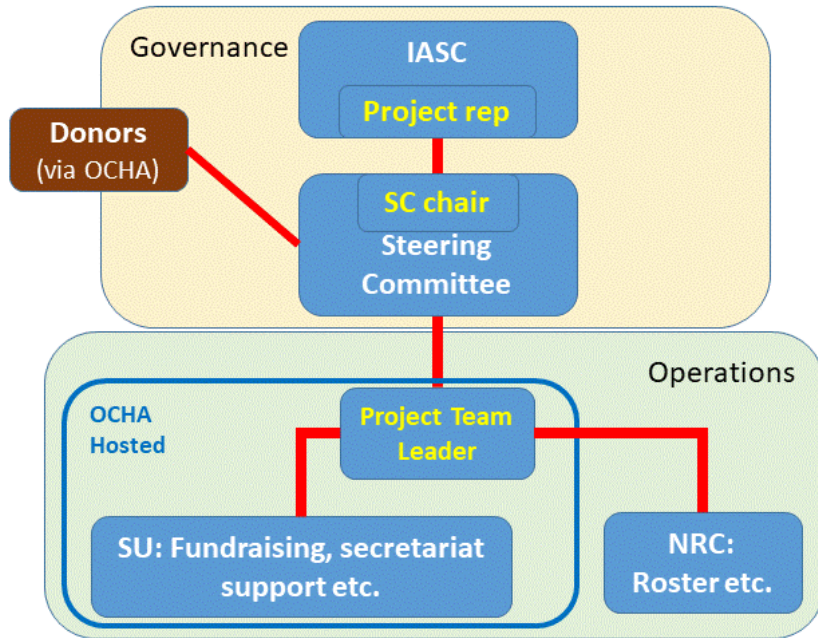 Governance
IASC
Project rep
Donors
(via OCHA)
SC chair
Steering
Committee
Operations
OCHA
Hosted
Project Team
Leader
SU: Fundraising, secretariat
support etc.
NRC:
Roster etc.